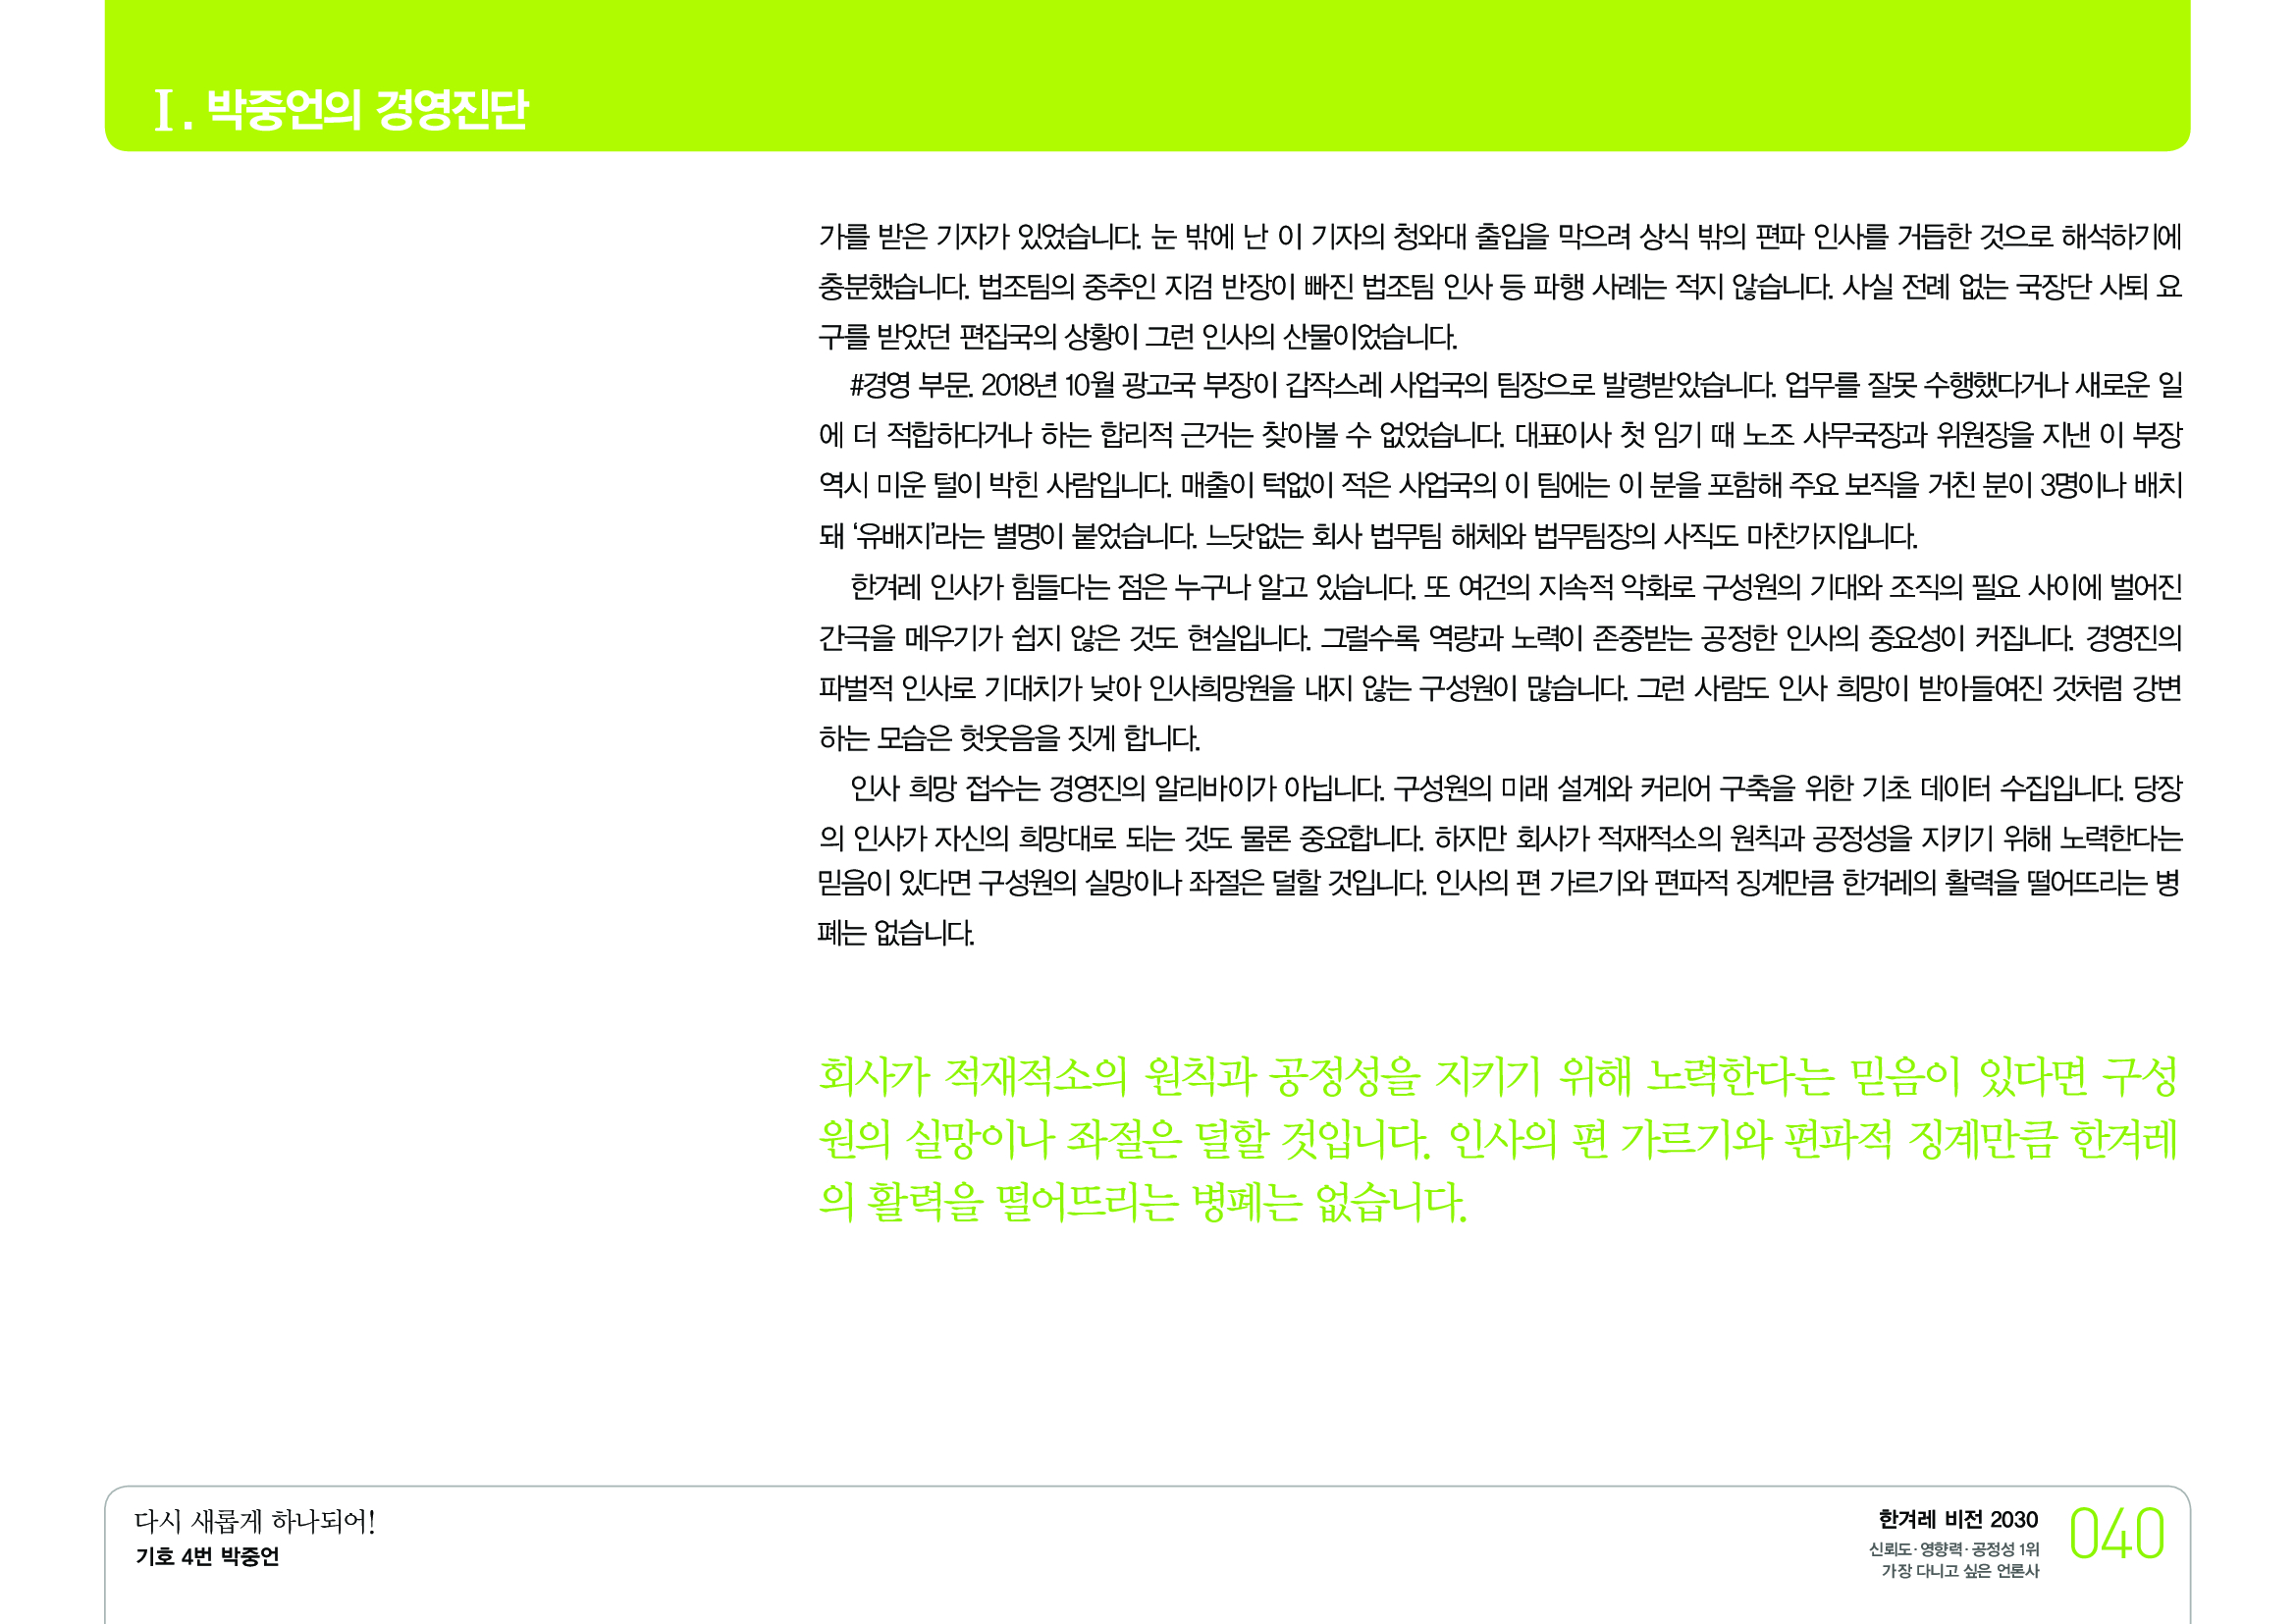 I. 박중언의 경영진단
가를 받은 기자가 있었습니다. 눈 밖에 난 이 기자의 청와대 출입을 막으려 상식 밖의 편파 인사를 거듭한 것으로 해석하기에
충분했습니다. 법조팀의 중추인 지검 반장이 빠진 법조팀 인사 등 파행 사례는 적지 않습니다. 사실 전례 없는 국장단 사퇴 요
구를 받았던 편집국의 상황이 그런 인사의 산물이었습니다.
#경영 부문. 2018년 10월 광고국 부장이 갑작스레 사업국의 팀장으로 발령받았습니다. 업무를 잘못 수행했다거나 새로운 일
에 더 적합하다거나 하는 합리적 근거는 찾아볼 수 없었습니다. 대표이사 첫 임기 때 노조 사무국장과 위원장을 지낸 이 부장
역시 미운 털이 박힌 사람입니다. 매출이 턱없이 적은 사업국의 이 팀에는 이 분을 포함해 주요 보직을 거친 분이 3명이나 배치
돼 ‘유배지’라는 별명이 붙었습니다. 느닷없는 회사 법무팀 해체와 법무팀장의 사직도 마찬가지입니다.
한겨레 인사가 힘들다는 점은 누구나 알고 있습니다. 또 여건의 지속적 악화로 구성원의 기대와 조직의 필요 사이에 벌어진
간극을 메우기가 쉽지 않은 것도 현실입니다. 그럴수록 역량과 노력이 존중받는 공정한 인사의 중요성이 커집니다. 경영진의
파벌적 인사로 기대치가 낮아 인사희망원을 내지 않는 구성원이 많습니다. 그런 사람도 인사 희망이 받아들여진 것처럼 강변
하는 모습은 헛웃음을 짓게 합니다.
인사 희망 접수는 경영진의 알리바이가 아닙니다. 구성원의 미래 설계와 커리어 구축을 위한 기초 데이터 수집입니다. 당장
의 인사가 자신의 희망대로 되는 것도 물론 중요합니다. 하지만 회사가 적재적소의 원칙과 공정성을 지키기 위해 노력한다는
믿음이 있다면 구성원의 실망이나 좌절은 덜할 것입니다. 인사의 편 가르기와 편파적 징계만큼 한겨레의 활력을 떨어뜨리는 병
폐는 없습니다.
회사가 적재적소의 원칙과 공정성을 지키기 위해 노력한다는 믿음이 있다면 구성
원의 실망이나 좌절은 덜할 것입니다. 인사의 편 가르기와 편파적 징계만큼 한겨레
의 활력을 떨어뜨리는 병폐는 없습니다.
다시 새롭게 하나되어!
기호 4번 박중언
한겨레 비전 2030
신뢰도·영향력·공정성 1위
가장 다니고 싶은 언론사
040